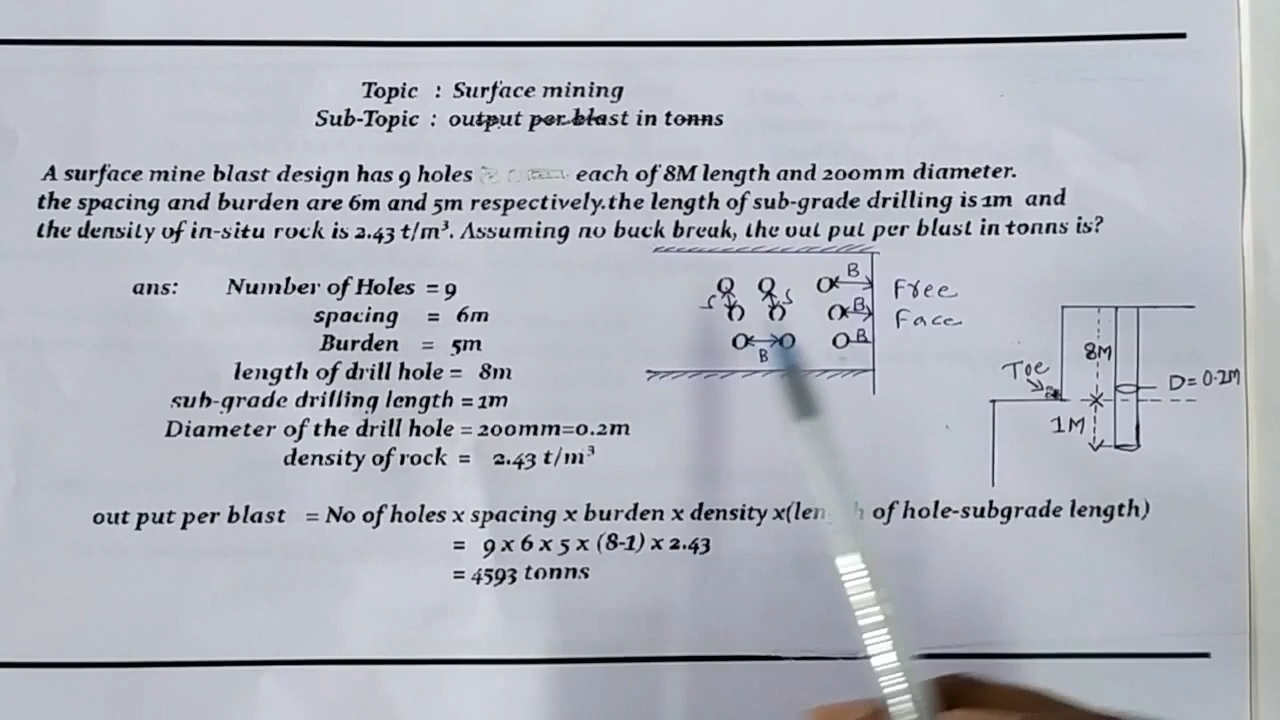 Topic : Surface mining
Sub-Topic : output per blast in tonns
A surface mine blast design has 9 holes each of 8M length and 200mm diameter.
the spacing and burden are 6m and 5m respectively.the length of sub-grade drilling is 1m and
the density of in-situ rock is 2.43 t/m³. Assuming no back break, the out put per blast in tonns is?
ans: Number of Holes = 9
spacing = 6m
Burden = 5m
length of drill hole = 8m
sub-grade drilling length = 1m
Diameter of the drill hole = 200mm=0.2m
density of rock = 2.43 t/m³
B
S S B
B B
Free
Face
8M
Toe
D= 0.2M
1M
out put per blast = No of holes x spacing x burden x density x( of hole-subgrade length)
= 9 x 6 x 5 x (8-1) x 2.43
= 4593 tonns